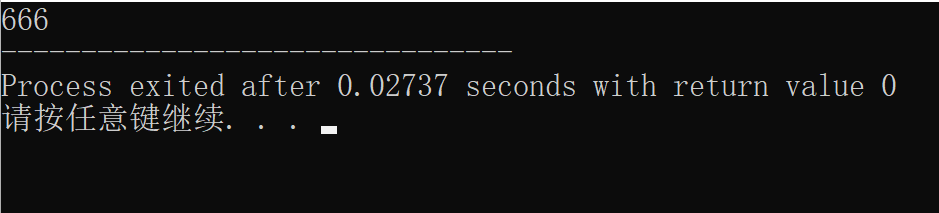 666
--------------------------------
Process exited after 0.02737 seconds with return value 0
请按任意键继续. . .